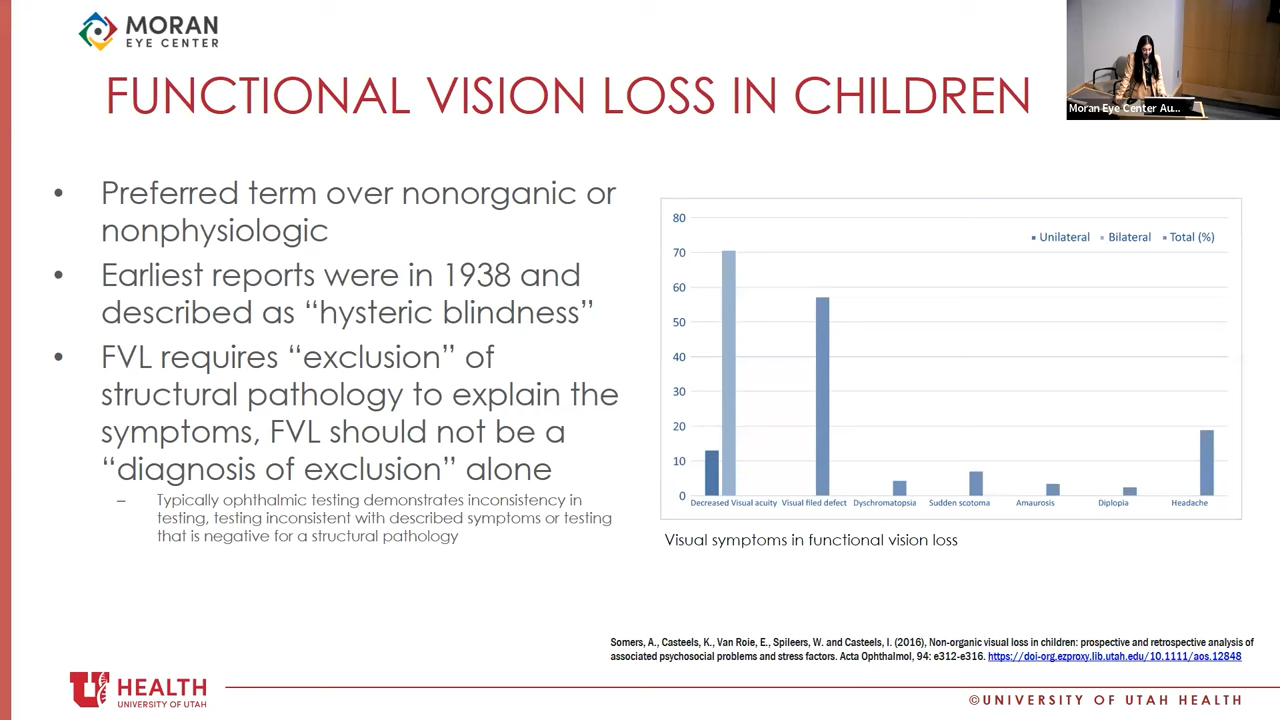 MORAN
EYE CENTER
FUNCTIONAL VISION LOSS IN CHILDREN
Moran Eye Center Au...
• Preferred term over nonorganic or
nonphysiologic
• Earliest reports were in 1938 and
described as “hysteric blindness”
• FVL requires “exclusion” of
structural pathology to explain the
symptoms, FVL should not be a
“diagnosis of exclusion” alone
– Typically ophthalmic testing demonstrates inconsistency in
testing, testing inconsistent with described symptoms or testing
that is negative for a structural pathology
80
70
60
50
40
30
20
10
0
Unilateral Bilateral Total (%)
Decreased Visual acuity Visual filed defect Dyschromatopsia Sudden scotoma Amaurosis Diplopia Headache
Visual symptoms in functional vision loss
Somers, A., Casteels, K., Van Roie, E., Spileers, W. and Casteels, I. (2016), Non-organic visual loss in children: prospective and retrospective analysis of
associated psychosocial problems and stress factors. Acta Ophthalmol, 94: e312-e316. https://doi-org.ezproxy.lib.utah.edu/10.1111/aos.12848
U HEALTH
UNIVERSITY OF UTAH
©UNIVERSITY OF UTAH HEALTH